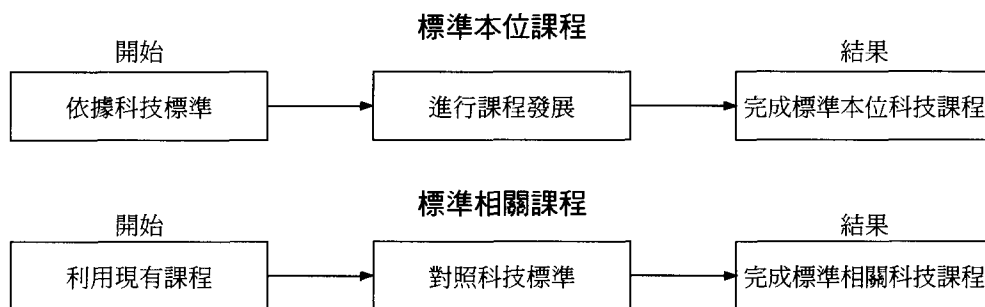 標準本位課程
開始 結果
依據科技標準 進行課程發展 完成標準本位科技課程
標準相關課程
開始 結果
利用現有課程 對照科技標準 完成標準相關科技課程